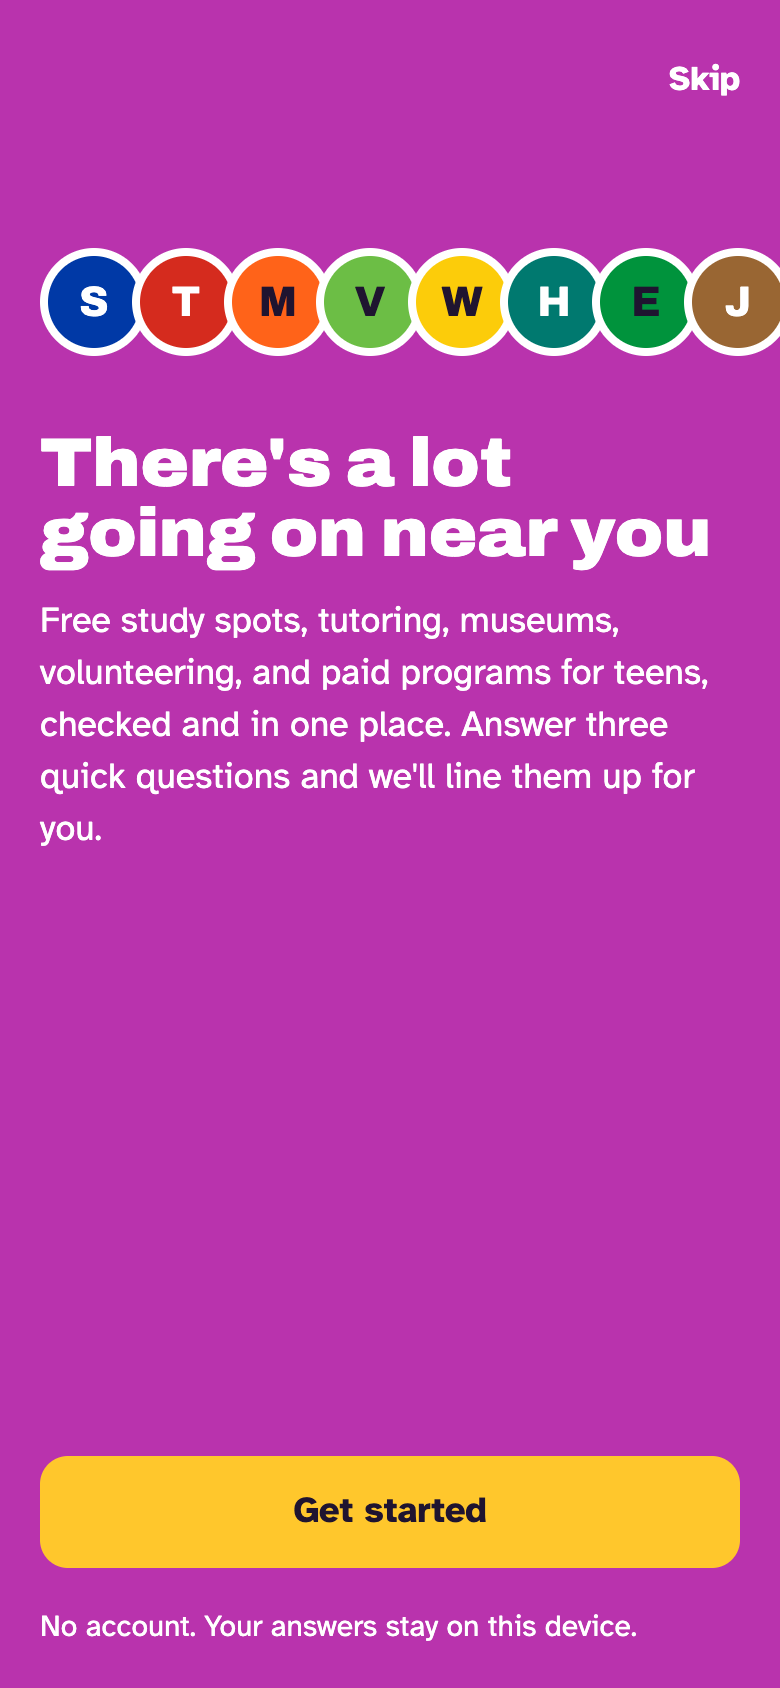 Skip
S T M V W H E J
There's a lot
going on near you
Free study spots, tutoring, museums,
volunteering, and paid programs for teens,
checked and in one place. Answer three
quick questions and we'll line them up for
you.
Get started
No account. Your answers stay on this device.